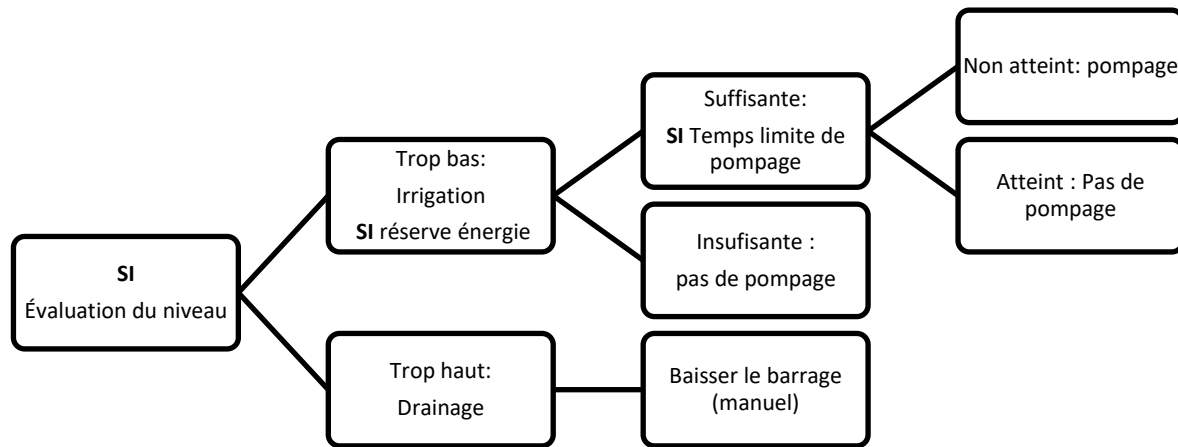 SI
Évaluation du niveau
Trop bas:
Irrigation
SI réserve énergie
Suffisante:
SI Temps limite de
pompage
Non atteint: pompage
Atteint : Pas de
pompage
Insufisante :
pas de pompage
Trop haut:
Drainage
Baisser le barrage
(manuel)